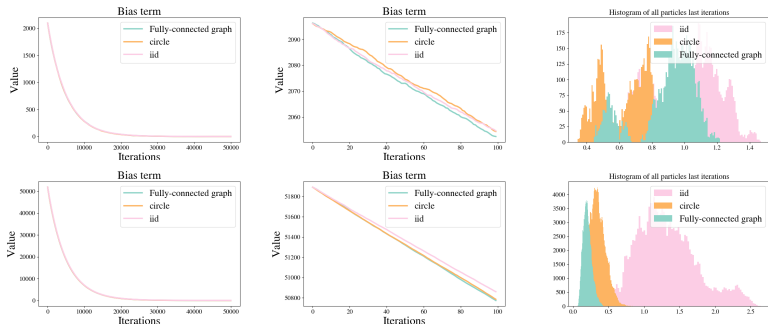 Bias term
Value
2000
1500
1000
500
0
0
10000
20000
30000
40000
50000
Iterations
Fully-connected graph
circle
iid
Bias term
Value
2090
2080
2070
2060
0
20
40
60
80
100
Iterations
Fully-connected graph
circle
iid
Histogram of all particles last iterations
175
150
125
100
75
50
25
0
0.4
0.6
0.8
1.0
1.2
1.4
iid
circle
Fully-connected graph
Bias term
Value
50000
40000
30000
20000
10000
0
0
10000
20000
30000
40000
50000
Iterations
Fully-connected graph
circle
iid
Bias term
Value
51800
51600
51400
51200
51000
50800
0
20
40
60
80
100
Iterations
Fully-connected graph
circle
iid
Histogram of all particles last iterations
4000
3500
3000
2500
2000
1500
1000
500
0
0.0
0.5
1.0
1.5
2.0
2.5
iid
circle
Fully-connected graph